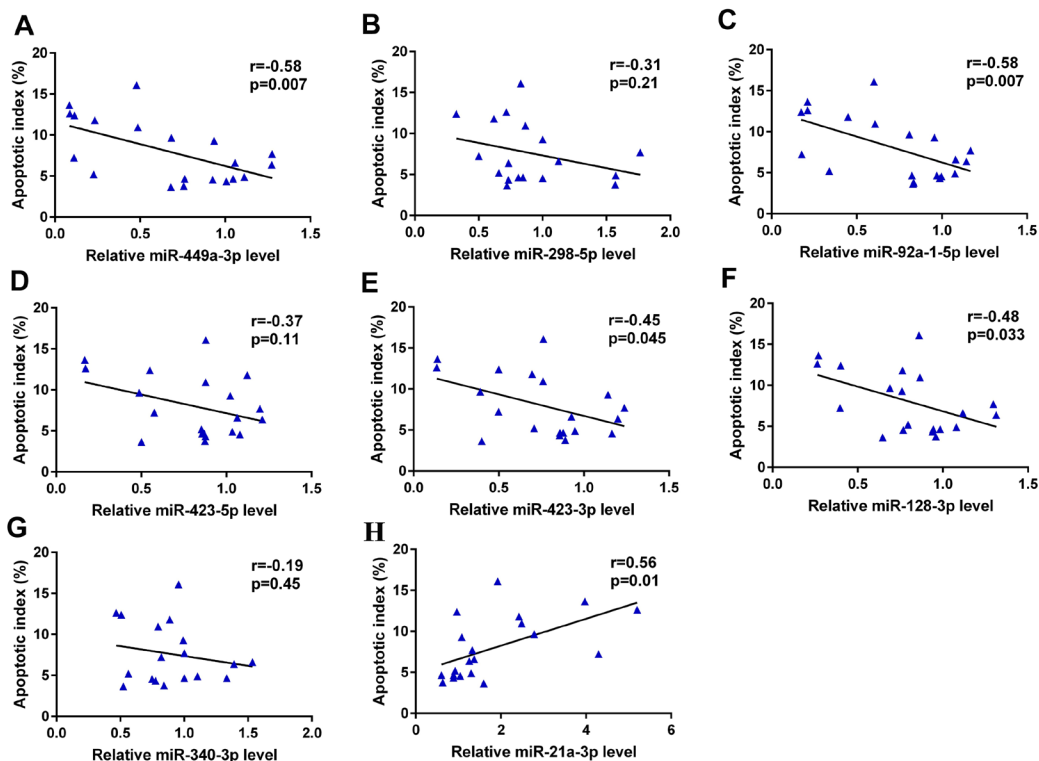 A
Apoptotic index (%)
20
15
10
5
0
0.0 0.5 1.0 1.5
r=-0.58
p=0.007
Relative miR-449a-3p level
B
Apoptotic index (%)
20
15
10
5
0
0.0 0.5 1.0 1.5 2.0
r=-0.31
p=0.21
Relative miR-298-5p level
C
Apoptotic index (%)
20
15
10
5
0
0.0 0.5 1.0 1.5
r=-0.58
p=0.007
Relative miR-92a-1-5p level
D
Apoptotic index (%)
20
15
10
5
0
0.0 0.5 1.0 1.5
r=-0.37
p=0.11
Relative miR-423-5p level
E
Apoptotic index (%)
20
15
10
5
0
0.0 0.5 1.0 1.5
r=-0.45
p=0.045
Relative miR-423-3p level
F
Apoptotic index (%)
20
15
10
5
0
0.0 0.5 1.0 1.5
r=-0.48
p=0.033
Relative miR-128-3p level
G
Apoptotic index (%)
20
15
10
5
0
0.0 0.5 1.0 1.5 2.0
r=-0.19
p=0.45
Relative miR-340-3p level
H
Apoptotic index (%)
20
15
10
5
0
0 2 4 6
r=0.56
p=0.01
Relative miR-21a-3p level